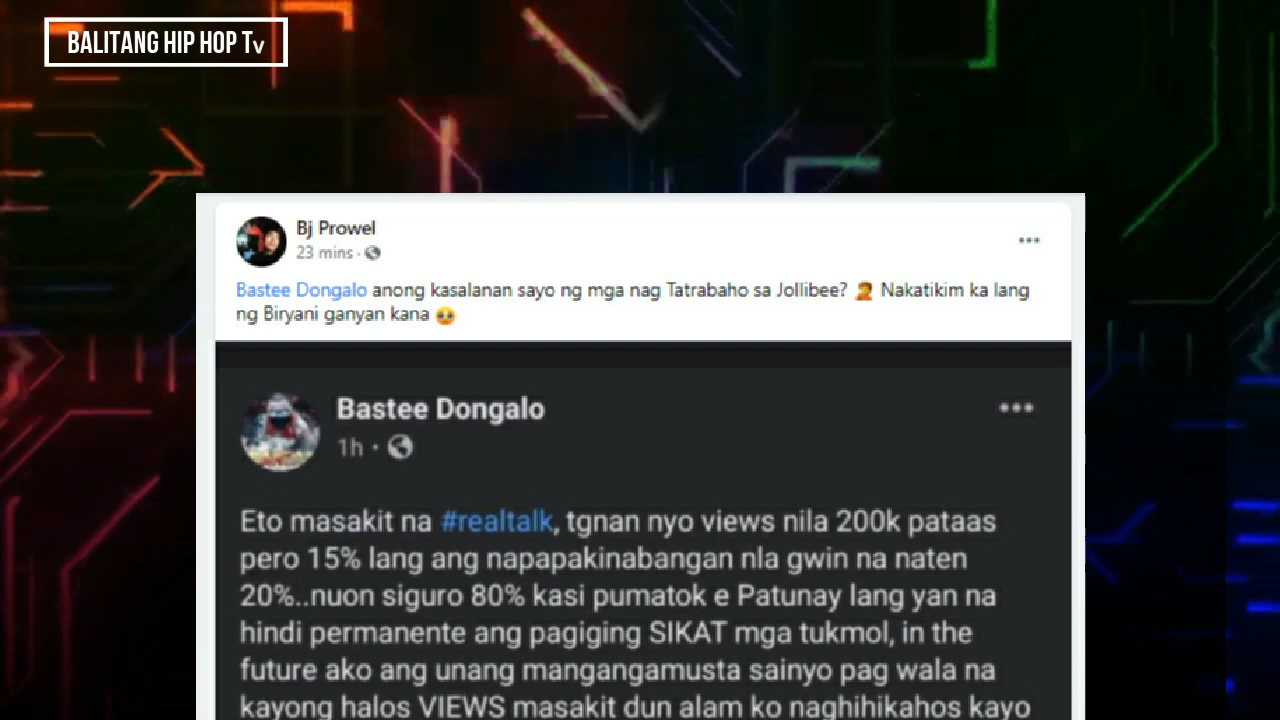 BALITANG HIP HOP Tv
Bj Prowel
23 mins ·
Bastee Dongalo anong kasalanan sayo ng mga nag Tatrabaho sa Jollibee? 🤦 Nakatikim ka lang
ng Biryani ganyan kana 🥺
Bastee Dongalo
1h ·
Eto masakit na #realtalk, tgnan nyo views nila 200k pataas
pero 15% lang ang napapakinabangan nla gwin na naten
20%..nuon siguro 80% kasi pumatok e Patunay lang yan na
hindi permanente ang pagiging SIKAT mga tukmol, in the
future ako ang unang mangangamusta sainyo pag wala na
kayong halos VIEWS masakit dun alam ko naghihikahos kayo